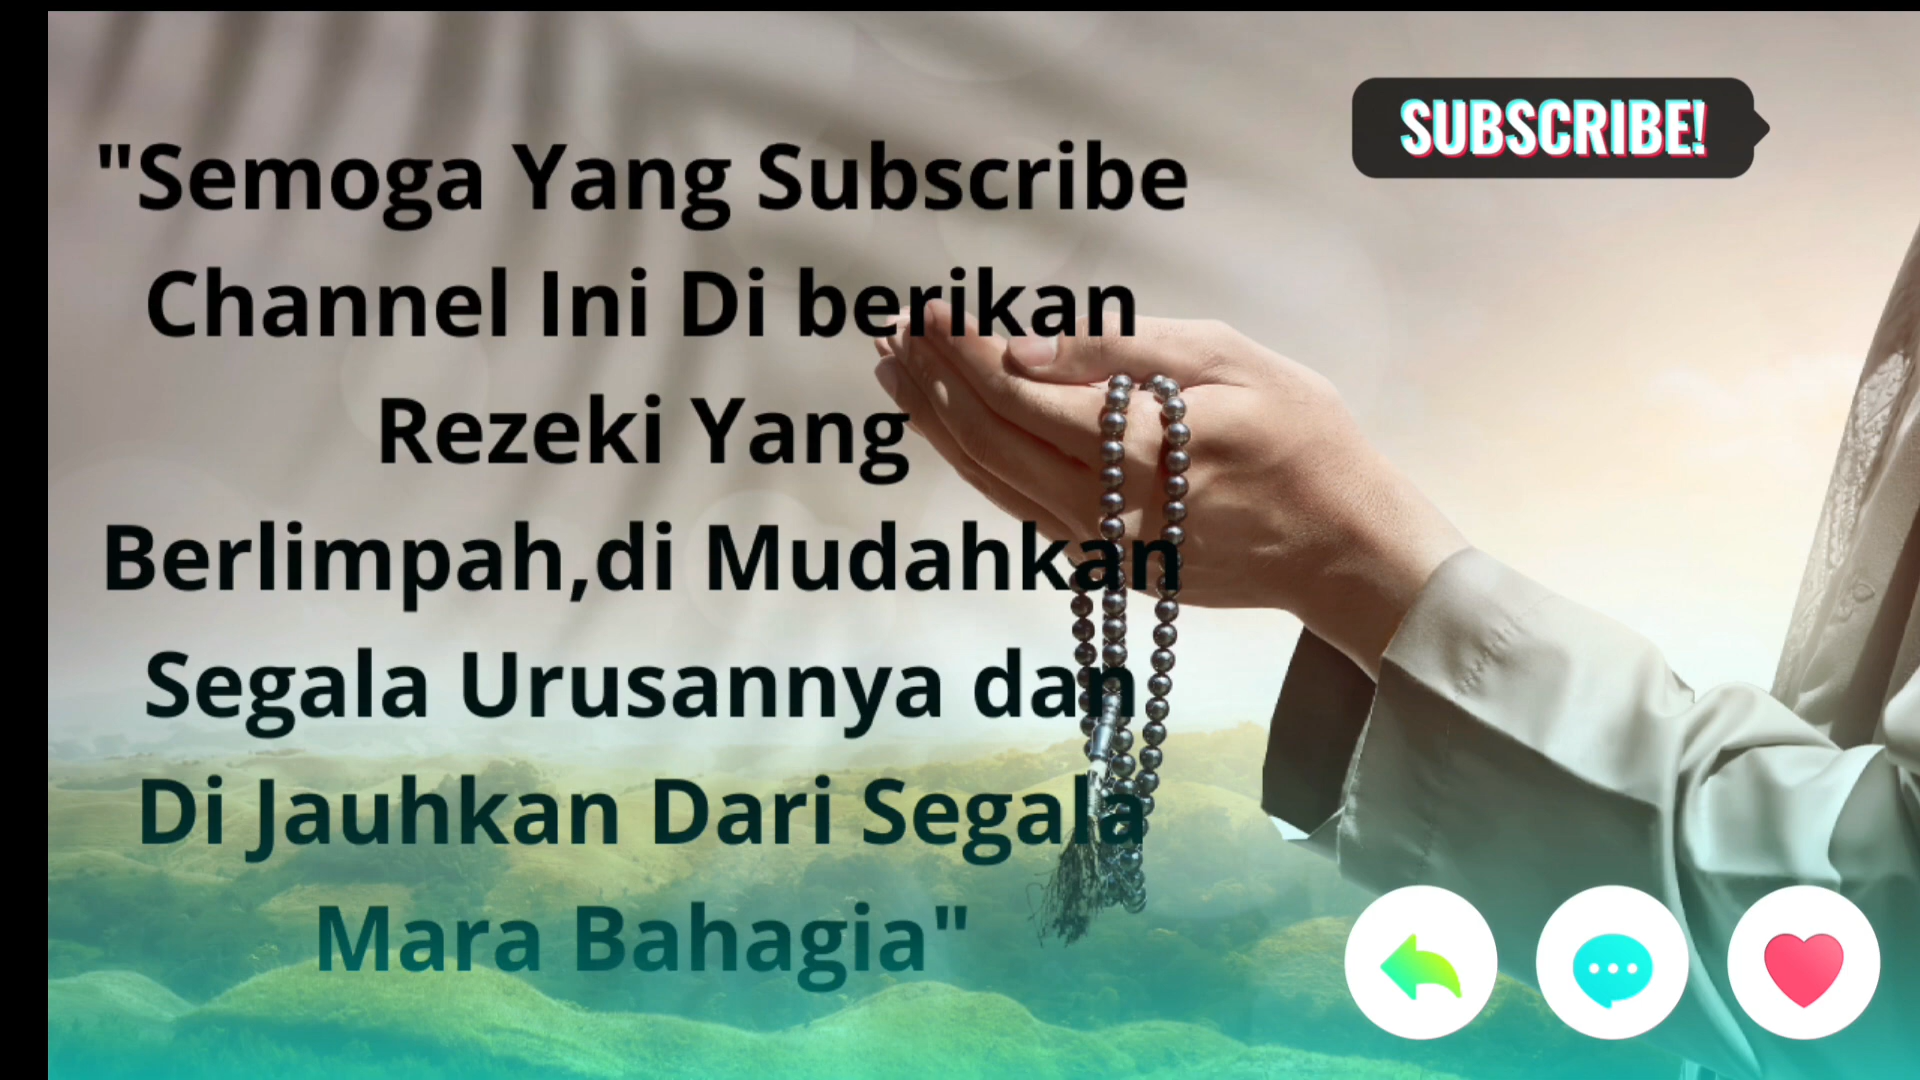 "Semoga Yang Subscribe
Channel Ini Di berikan
Rezeki Yang
Berlimpah,di Mudahkan
Segala Urusannya dan
Di Jauhkan Dari Segala
Mara Bahagia"
SUBSCRIBE!